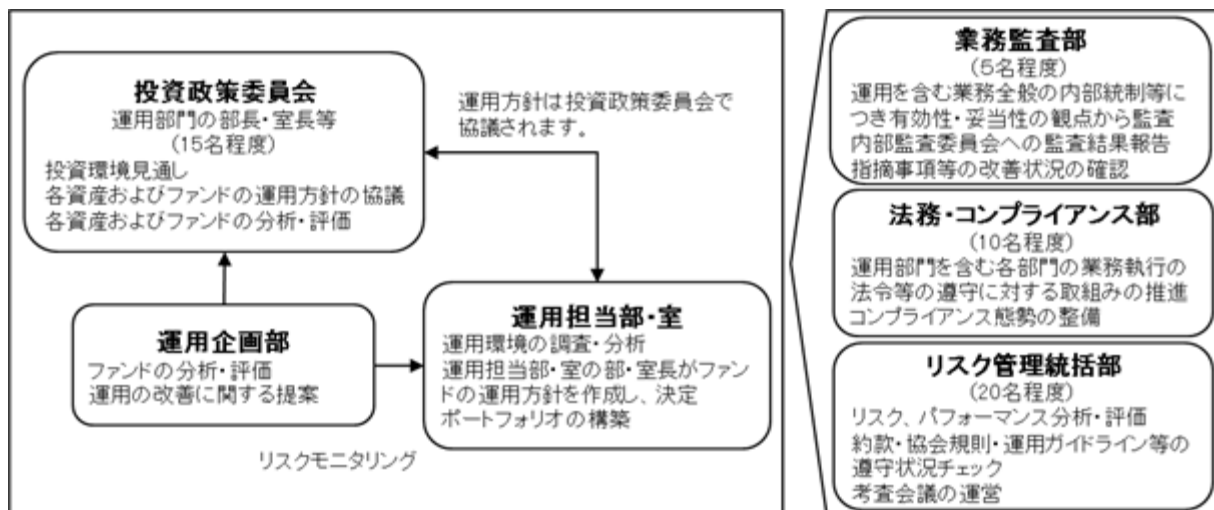 投資政策委員会
運用部門の部長・室長等
(15名程度)
投資環境見通し
各資産およびファンドの運用方針の協議
各資産およびファンドの分析・評価
運用方針は投資政策委員会で
協議されます。
運用企画部
ファンドの分析・評価
運用の改善に関する提案
運用担当部・室
運用環境の調査・分析
運用担当部・室の部・室長がファン
ドの運用方針を作成し、決定
ポートフォリオの構築
リスクモニタリング
業務監査部
(5名程度)
運用を含む業務全般の内部統制等に
つき有効性・妥当性の観点から監査
内部監査委員会への監査結果報告
指摘事項等の改善状況の確認
法務・コンプライアンス部
(10名程度)
運用部門を含む各部門の業務執行の
法令等の遵守に対する取組みの推進
コンプライアンス態勢の整備
リスク管理統括部
(20名程度)
リスク、パフォーマンス分析・評価
約款・協会規則・運用ガイドライン等の
遵守状況チェック
考査会議の運営